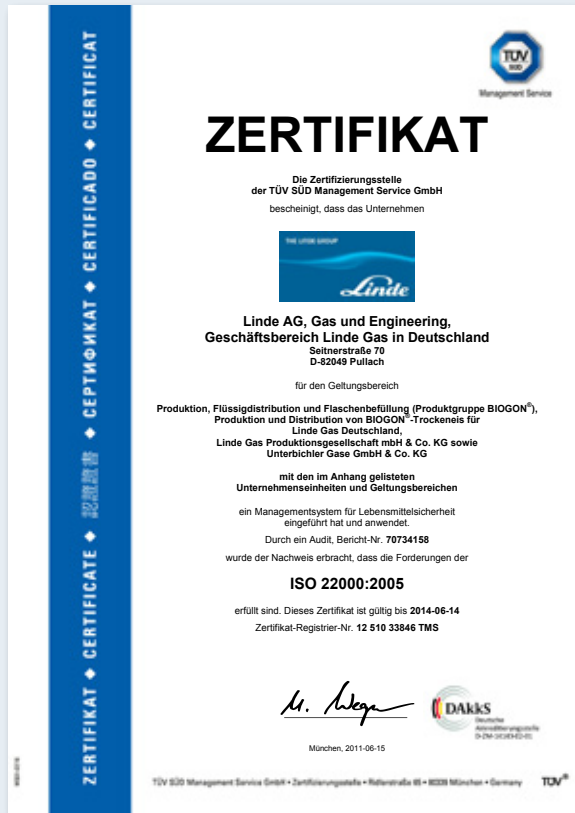 TÜV
SÜD
Management Service
ZERTIFIKAT
Die Zertifizierungsstelle
der TÜV SÜD Management Service GmbH
bescheinigt, dass das Unternehmen
THE LINDE GROUP
Linde
Linde AG, Gas und Engineering,
Geschäftsbereich Linde Gas in Deutschland
Seitnerstraße 70
D-82049 Pullach
für den Geltungsbereich
Produktion, Flüssigdistribution und Flaschenbefüllung (Produktgruppe BIOGON®),
Produktion und Distribution von BIOGON®-Trockeneis für
Linde Gas Deutschland,
Linde Gas Produktionsgesellschaft mbH & Co. KG sowie
Unterbichler Gase GmbH & Co. KG
mit den im Anhang gelisteten
Unternehmenseinheiten und Geltungsbereichen
ein Managementsystem für Lebensmittelsicherheit
eingeführt hat und anwendet.
Durch ein Audit, Bericht-Nr. 70734158
wurde der Nachweis erbracht, dass die Forderungen der
ISO 22000:2005
erfüllt sind. Dieses Zertifikat ist gültig bis 2014-06-14
Zertifikat-Registrier-Nr. 12 510 33846 TMS
DAkkS
Deutsche
Akkreditierungsstelle
München, 2011-06-15
TÜV SÜD Management Service GmbH • Zertifizierungsstelle • Ridlerstraße 65 • 80339 München • Germany
TÜV®
ZERTIFIKAT ◆ CERTIFICATE ◆ 認證證書 ◆ СЕРТИФИКАТ ◆ CERTIFICADO ◆ CERTIFICAT